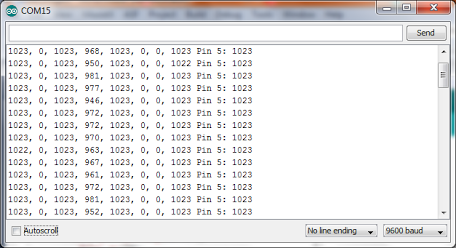 COM15
Send
1023, 0, 1023, 968, 1023, 0, 0, 1023 Pin 5: 1023
1023, 0, 1023, 950, 1023, 0, 0, 1022 Pin 5: 1023
1023, 0, 1023, 981, 1023, 0, 0, 1023 Pin 5: 1023
1023, 0, 1023, 977, 1023, 0, 0, 1023 Pin 5: 1023
1023, 0, 1023, 946, 1023, 0, 0, 1023 Pin 5: 1023
1023, 0, 1023, 972, 1023, 0, 0, 1023 Pin 5: 1023
1023, 0, 1023, 972, 1023, 0, 0, 1023 Pin 5: 1023
1023, 0, 1023, 970, 1023, 0, 0, 1023 Pin 5: 1023
1022, 0, 1023, 963, 1023, 0, 0, 1023 Pin 5: 1023
1023, 0, 1023, 967, 1023, 0, 0, 1023 Pin 5: 1023
1023, 0, 1023, 961, 1023, 0, 0, 1023 Pin 5: 1023
1023, 0, 1023, 972, 1023, 0, 0, 1023 Pin 5: 1023
1023, 0, 1023, 981, 1023, 0, 0, 1023 Pin 5: 1023
1023, 0, 1023, 952, 1023, 0, 0, 1023 Pin 5: 1023
Autoscroll No line ending 9600 baud